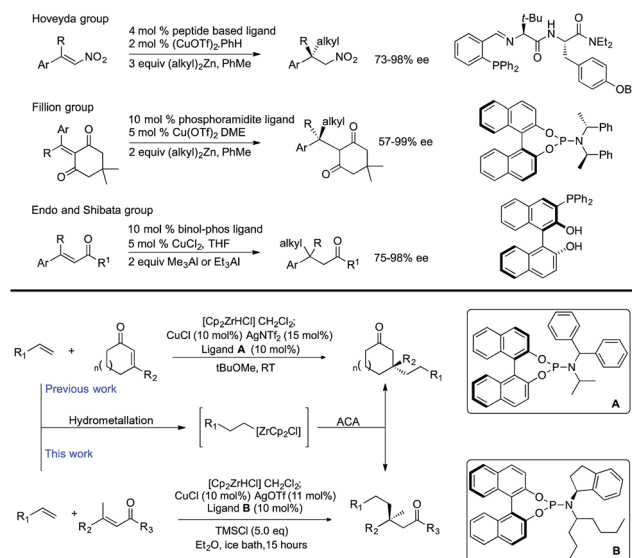 Hoveyda group
4 mol % peptide based ligand
2 mol % (CuOTf)2.PhH
3 equiv (alkyl)2Zn, PhMe
R
Ar
NO2
R alkyl
Ar
NO2
73-98% ee
t-Bu
H
N
N
O
O
NEt2
PPh2
OB
Fillion group
10 mol % phosphoramidite ligand
5 mol % Cu(OTf)2 DME
2 equiv (alkyl)2Zn, PhMe
Ar
O
R
O
R alkyl
O
Ar
O
57-99% ee
O
P N
O
Ph
Ph
Endo and Shibata group
10 mol % binol-phos ligand
5 mol % CuCl2, THF
2 equiv Me3Al or Et3Al
R
O
Ar
R1
alkyl R
O
Ar
R1
75-98% ee
PPh2
OH
OH
[Cp2ZrHCl] CH2Cl2;
CuCl (10 mol%) AgNTf2 (15 mol%)
Ligand A (10%)
tBuOMe, RT
R1
+
O
n(
R2
O
n(
R2
R1
O
P N
O
A
Previous work
Hydrometallation
R1
[ZrCp2Cl]
ACA
This work
[Cp2ZrHCl] CH2Cl2;
CuCl (10 mol%) AgOTf (11 mol%)
Ligand B (10%)
TMSCl (5.0 eq)
Et2O, ice bath,15 hours
R1
+
R2
O
R3
R1
O
R2
R3
O
P N
O
B